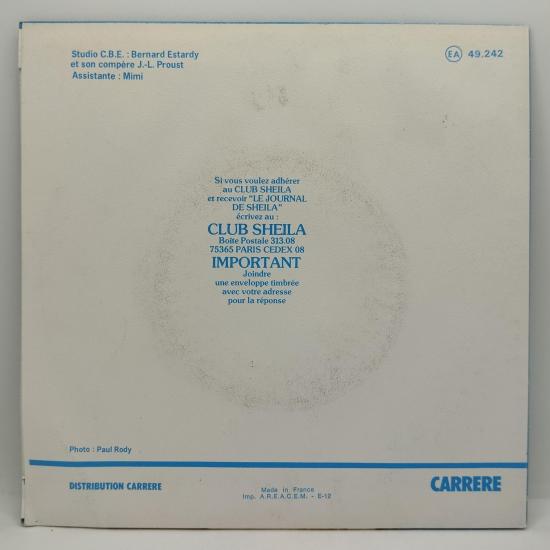 Studio C.B.E. : Bernard Estardy
et son compère J.-L. Proust
Assistante : Mimi
EA 49.242
Si vous voulez adhérer
au CLUB SHEILA
et recevoir "LE JOURNAL
DE SHEILA"
écrivez au :
CLUB SHEILA
Boîte Postale 313.08
75365 PARIS CEDEX 08
IMPORTANT
Joindre
une enveloppe timbrée
avec votre adresse
pour la réponse
Photo : Paul Rody
DISTRIBUTION CARRERE
Made in France
Imp. A.R.E.A.C.E.M. - E-12
CARRERE